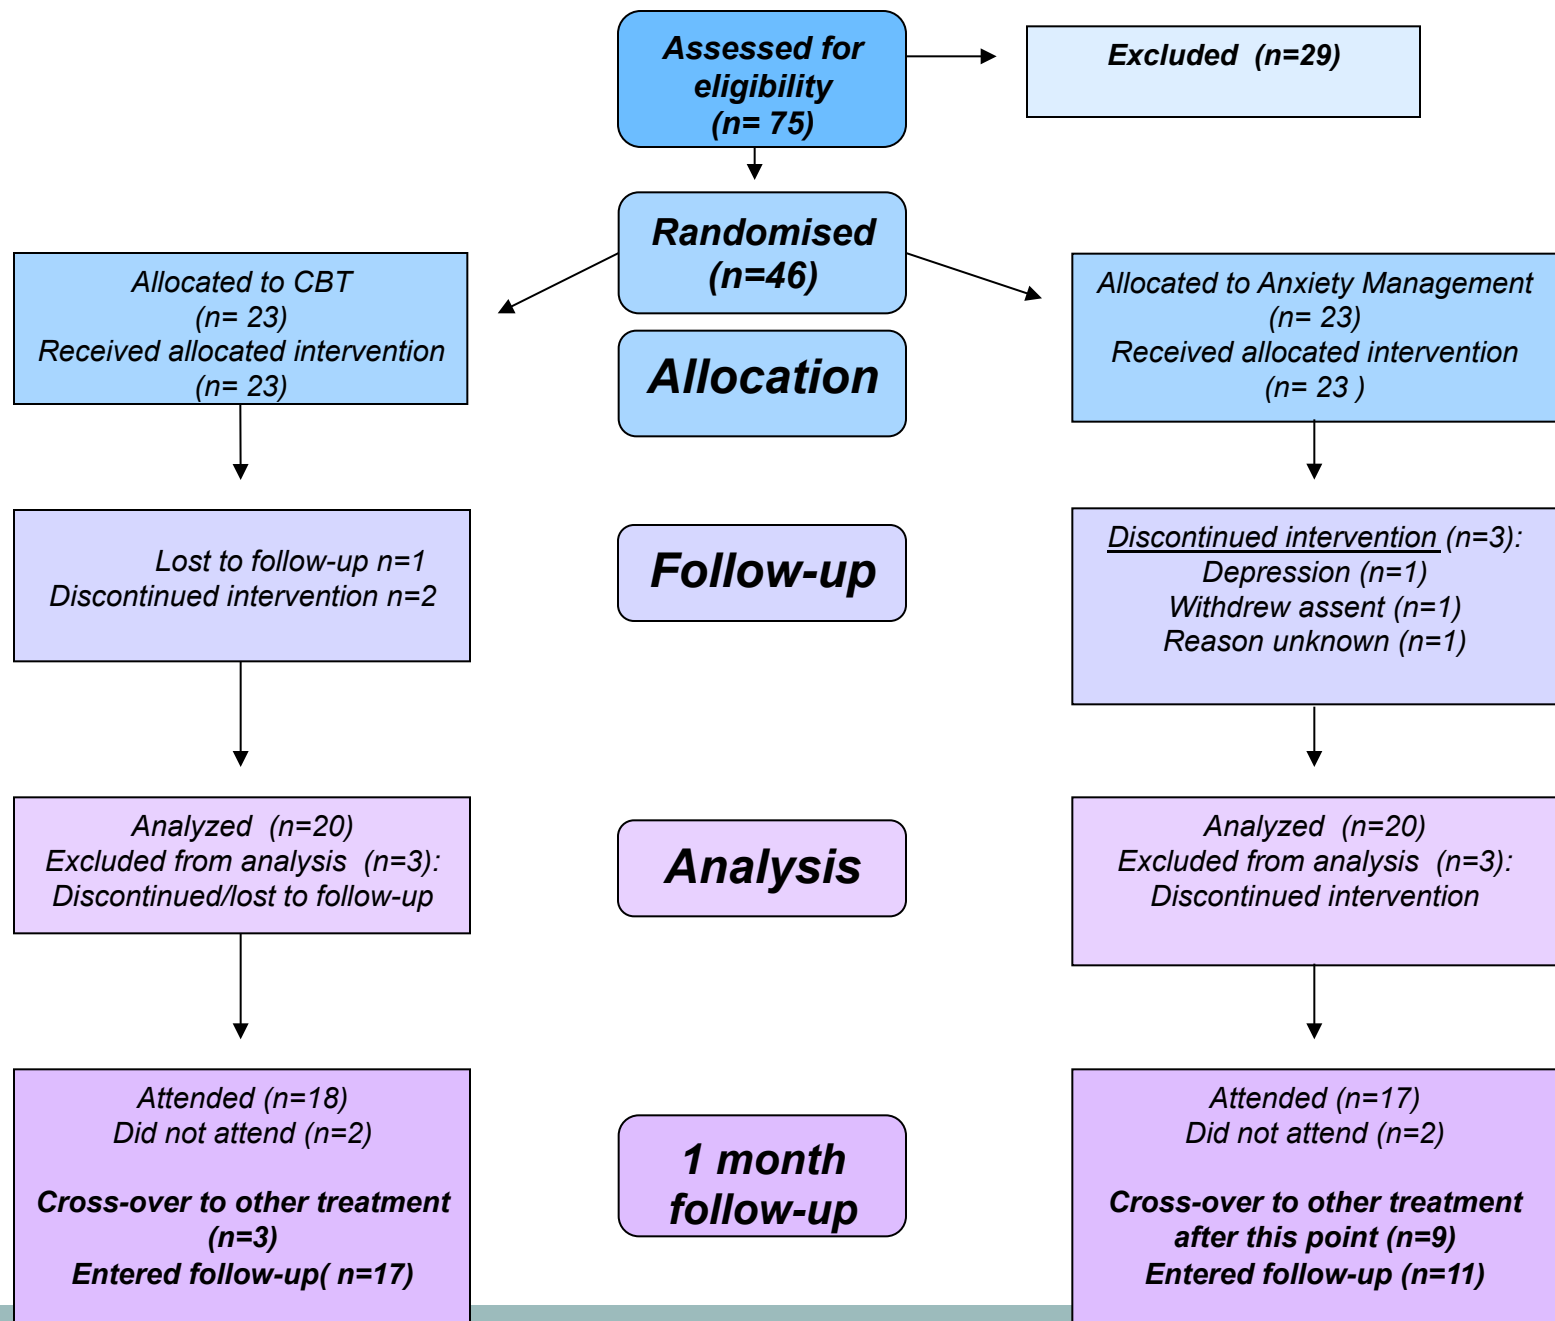 Assessed for
eligibility
(n= 75)
Excluded (n=29)
Randomised
(n=46)
Allocated to CBT
(n= 23)
Received allocated intervention
(n= 23)
Allocation
Allocated to Anxiety Management
(n= 23)
Received allocated intervention
(n= 23 )
Lost to follow-up n=1
Discontinued intervention n=2
Follow-up
Discontinued intervention (n=3):
Depression (n=1)
Withdrew assent (n=1)
Reason unknown (n=1)
Analyzed (n=20)
Excluded from analysis (n=3):
Discontinued/lost to follow-up
Analysis
Analyzed (n=20)
Excluded from analysis (n=3):
Discontinued intervention
Attended (n=18)
Did not attend (n=2)
Cross-over to other treatment
(n=3)
Entered follow-up( n=17)
1 month
follow-up
Attended (n=17)
Did not attend (n=2)
Cross-over to other treatment
after this point (n=9)
Entered follow-up (n=11)